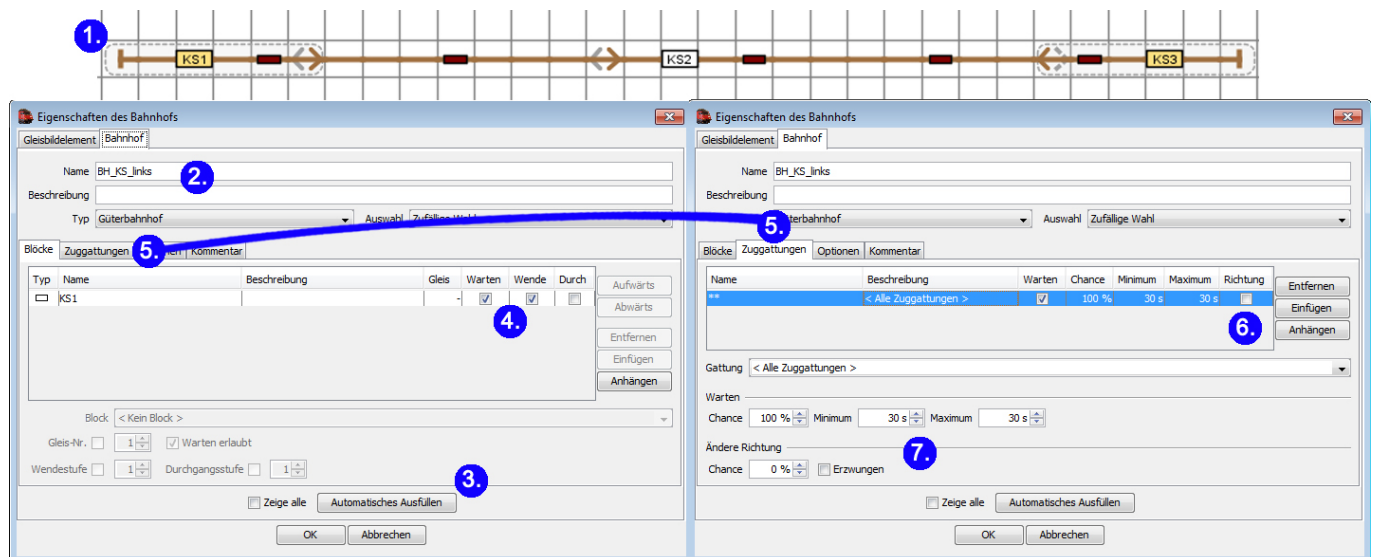 1.
KS1 KS2 KS3
Eigenschaften des Bahnhofs
Gleisbildelement Bahnhof
Name BH_KS_links
2.
Beschreibung
Typ Güterbahnhof Auswahl Zufällige Wahl
Blöcke Zuggattungen 5. Kommentar
Typ Name Beschreibung Gleis Warten Wende Durch
KS1 -
4.
Aufwärts
Abwärts
Entfernen
Einfügen
Anhängen
Block < Kein Block >
Gleis-Nr. 1 Warten erlaubt
Wendestufe 1 Durchgangsstufe 1
3.
Zeige alle Automatisches Ausfüllen
OK Abbrechen
Eigenschaften des Bahnhofs
Gleisbildelement Bahnhof
Name BH_KS_links
Beschreibung
5. Auswahl Zufällige Wahl
Blöcke Zuggattungen Optionen Kommentar
Name Beschreibung Warten Chance Minimum Maximum Richtung
** < Alle Zuggattungen > 100 % 30 s 30 s
6.
Entfernen
Einfügen
Anhängen
Gattung < Alle Zuggattungen >
Warten
Chance 100 % Minimum 30 s Maximum 30 s
Ändere Richtung
7.
Chance 0 % Erzwungen
Zeige alle Automatisches Ausfüllen
OK Abbrechen